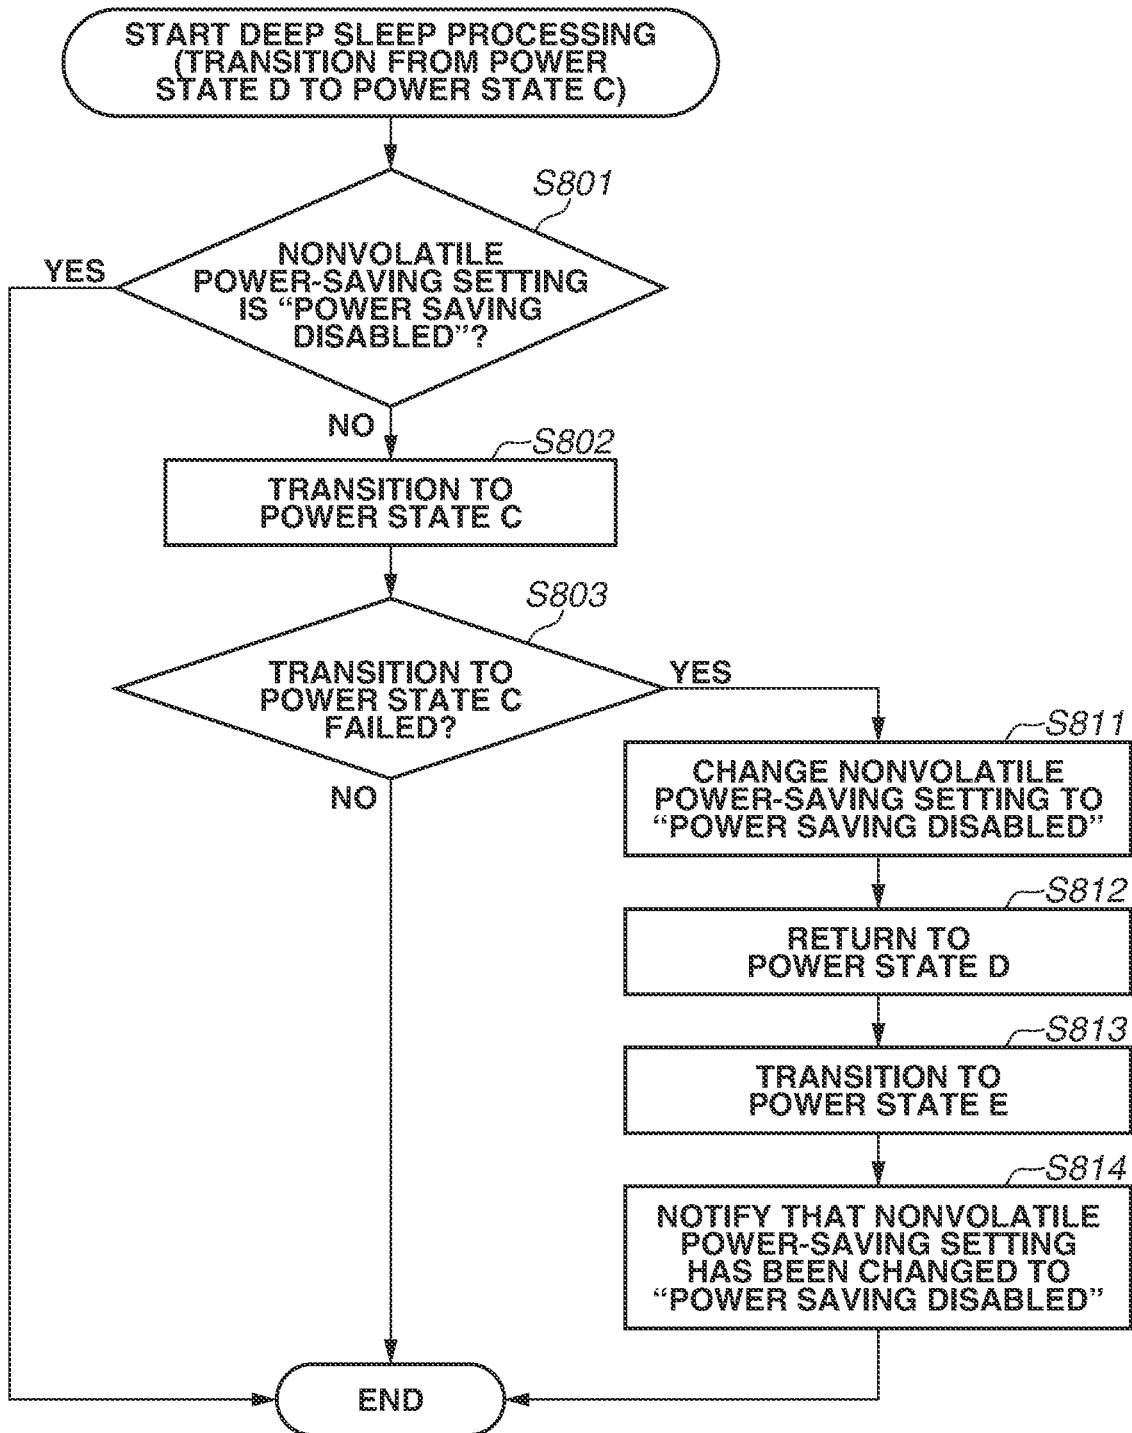 START DEEP SLEEP PROCESSING
(TRANSITION FROM POWER
STATE D TO POWER STATE C)
S801
NONVOLATILE
POWER-SAVING SETTING
IS “POWER SAVING
DISABLED”?
YES
NO
S802
TRANSITION TO
POWER STATE C
S803
TRANSITION TO
POWER STATE C
FAILED?
YES
NO
S811
CHANGE NONVOLATILE
POWER-SAVING SETTING TO
“POWER SAVING DISABLED”
S812
RETURN TO
POWER STATE D
S813
TRANSITION TO
POWER STATE E
S814
NOTIFY THAT NONVOLATILE
POWER-SAVING SETTING
HAS BEEN CHANGED TO
“POWER SAVING DISABLED”
END